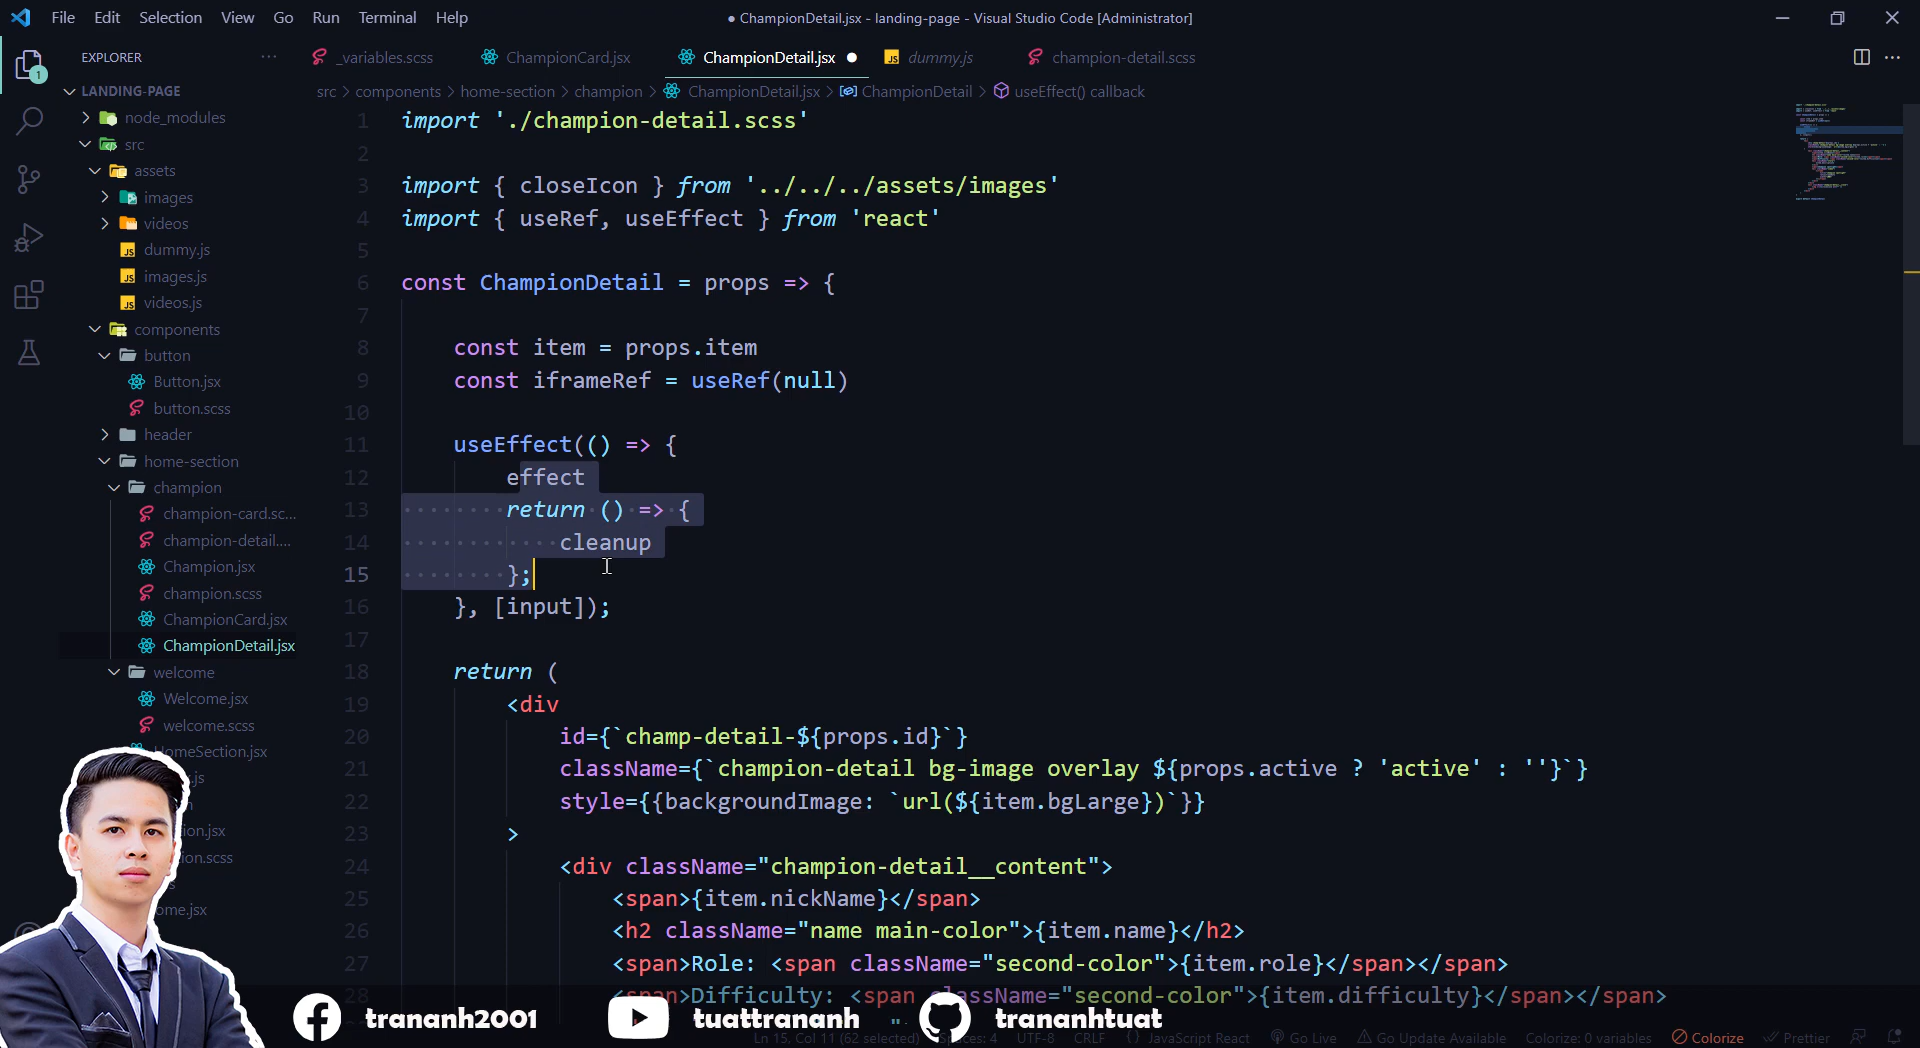 File Edit Selection View Go Run Terminal Help
● ChampionDetail.jsx - landing-page - Visual Studio Code [Administrator]
EXPLORER
_variables.scss
ChampionCard.jsx
ChampionDetail.jsx
dummy.js
champion-detail.scss
src > components > home-section > champion > ChampionDetail.jsx > ChampionDetail > useEffect() callback
1
LANDING-PAGE
node_modules
src
assets
images
videos
dummy.js
images.js
videos.js
components
button
Button.jsx
button.scss
header
home-section
champion
champion-card.sc...
champion-detail....
Champion.jsx
champion.scss
ChampionCard.jsx
ChampionDetail.jsx
welcome
Welcome.jsx
welcome.scss
HomeSection.jsx
1 import './champion-detail.scss'
2
3 import { closeIcon } from '../../../assets/images'
4 import { useRef, useEffect } from 'react'
5
6 const ChampionDetail = props => {
7
8 const item = props.item
9 const iframeRef = useRef(null)
10
11 useEffect(() => {
12 effect
13 return () => {
14 cleanup
15 };
16 }, [input]);
17
18 return (
19 <div
20 id={`champ-detail-${props.id}`}
21 className={`champion-detail bg-image overlay ${props.active ? 'active' : ''}`}
22 style={{backgroundImage: `url(${item.bgLarge})`}}
23 >
24 <div className="champion-detail__content">
25 <span>{item.nickName}</span>
26 <h2 className="name main-color">{item.name}</h2>
27 <span>Role: <span className="second-color">{item.role}</span></span>
28 <span>Difficulty: <span className="second-color">{item.difficulty}</span></span>
trananh2001
tuattrananh
trananhtuat
Ln 15, Col 11 (62 selected) Spaces: 4 UTF-8 CRLF JavaScript React Go Live Go Update Available Colorize: 0 variables Colorize Prettier